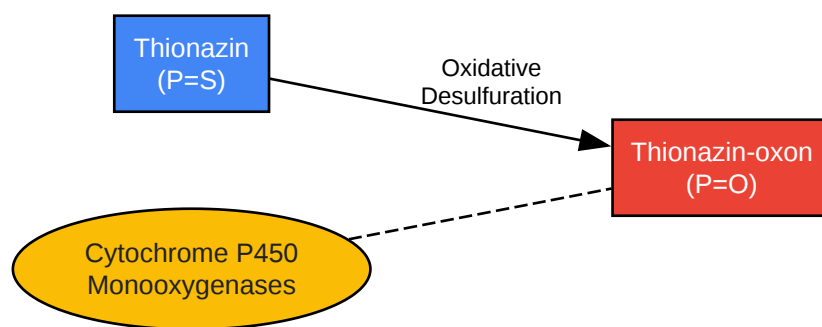 Thionazin
(P=S)
Oxidative
Desulfuration
Thionazin-oxon
(P=O)
Cytochrome P450
Monooxygenases